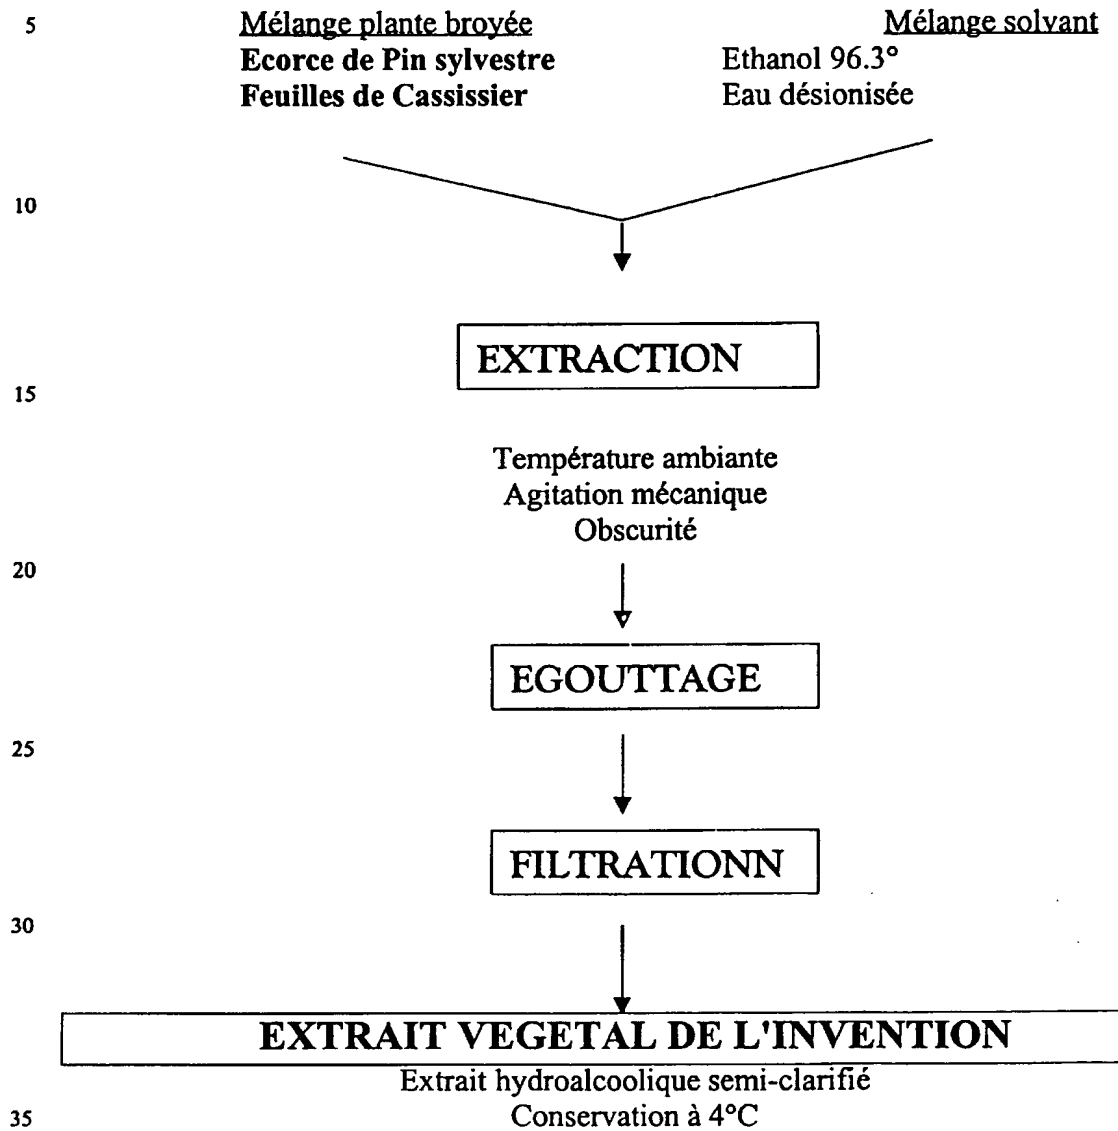 5 Mélange plante broyée Mélange solvant
Ecorce de Pin sylvestre Ethanol 96.3°
Feuilles de Cassissier Eau désionisée
10
EXTRACTION
15
Température ambiante
Agitation mécanique
Obscurité
20
EGOUTTAGE
25
FILTRATIONN
30
EXTRAIT VEGETAL DE L'INVENTION
Extrait hydroalcoolique semi-clarifié
35 Conservation à 4°C